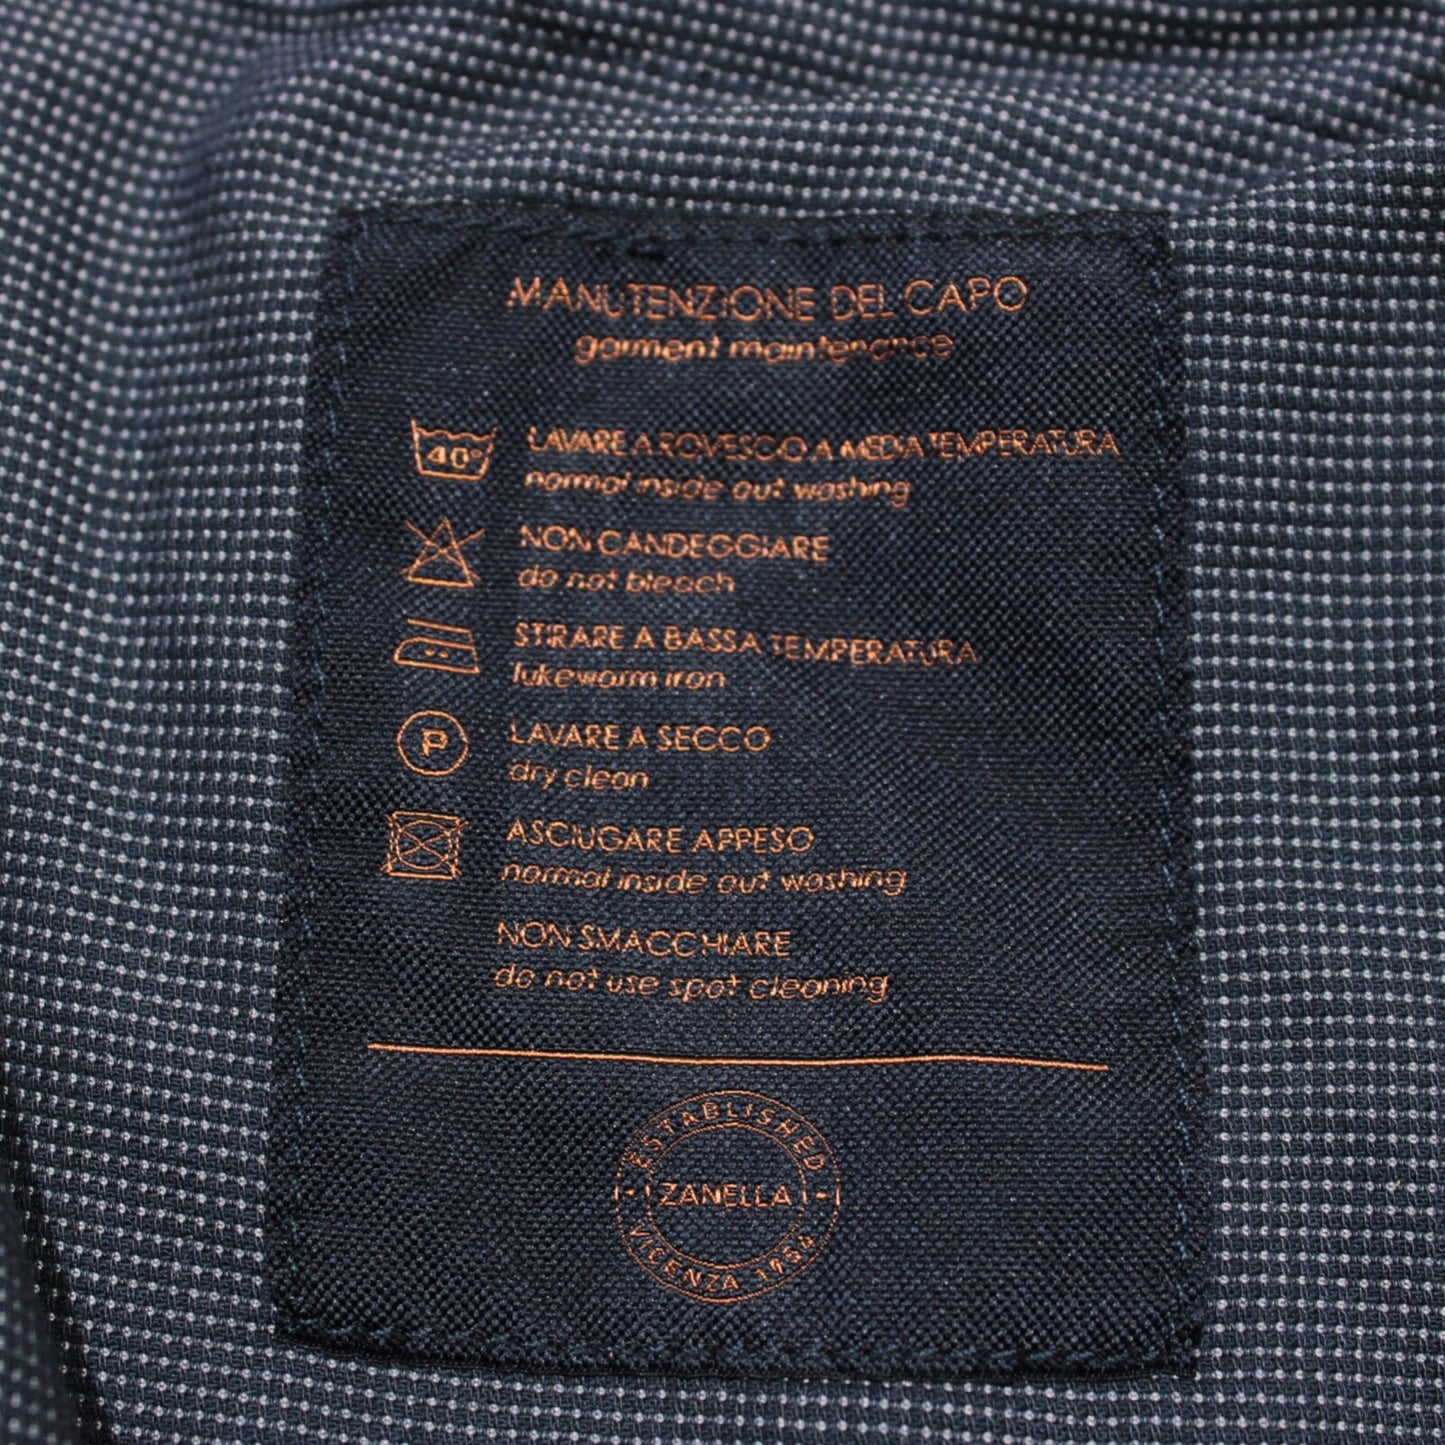 MANUTENZIONE DEL CAPO
garment maintenance
40° LAVARE A ROVESCIO A MEDIA TEMPERATURA
normal inside out washing
NON CANDEGGIARE
do not bleach
STIRARE A BASSA TEMPERATURA
lukewarm iron
P LAVARE A SECCO
dry clean
ASCIUGARE APPESO
normal inside out washing
NON SMACCHIARE
do not use spot cleaning
ESTABLISHED
ZANELLA
VICENZA 1954